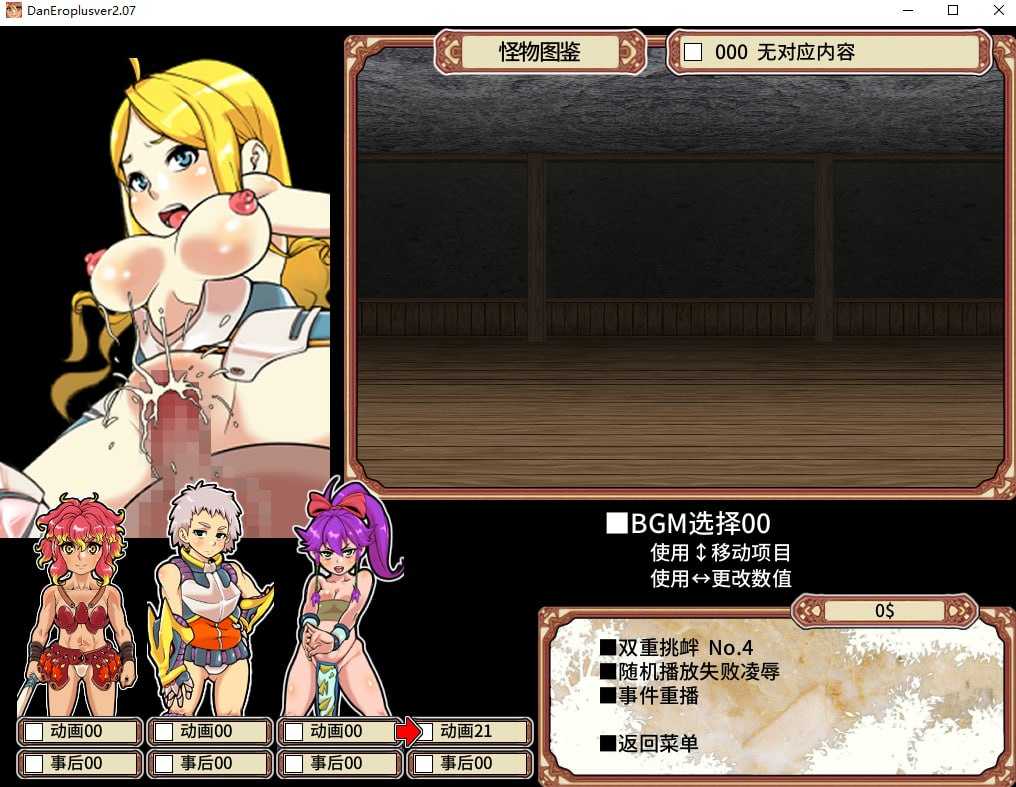 DanEroplusver2.07
怪物图鉴
000 无对应内容
■BGM选择00
使用↕移动项目
使用↔更改数值
0$
■双重挑衅 No.4
■随机播放失败凌辱
■事件重播
■返回菜单
动画00 动画00 动画00 动画21
事后00 事后00 事后00 事后00